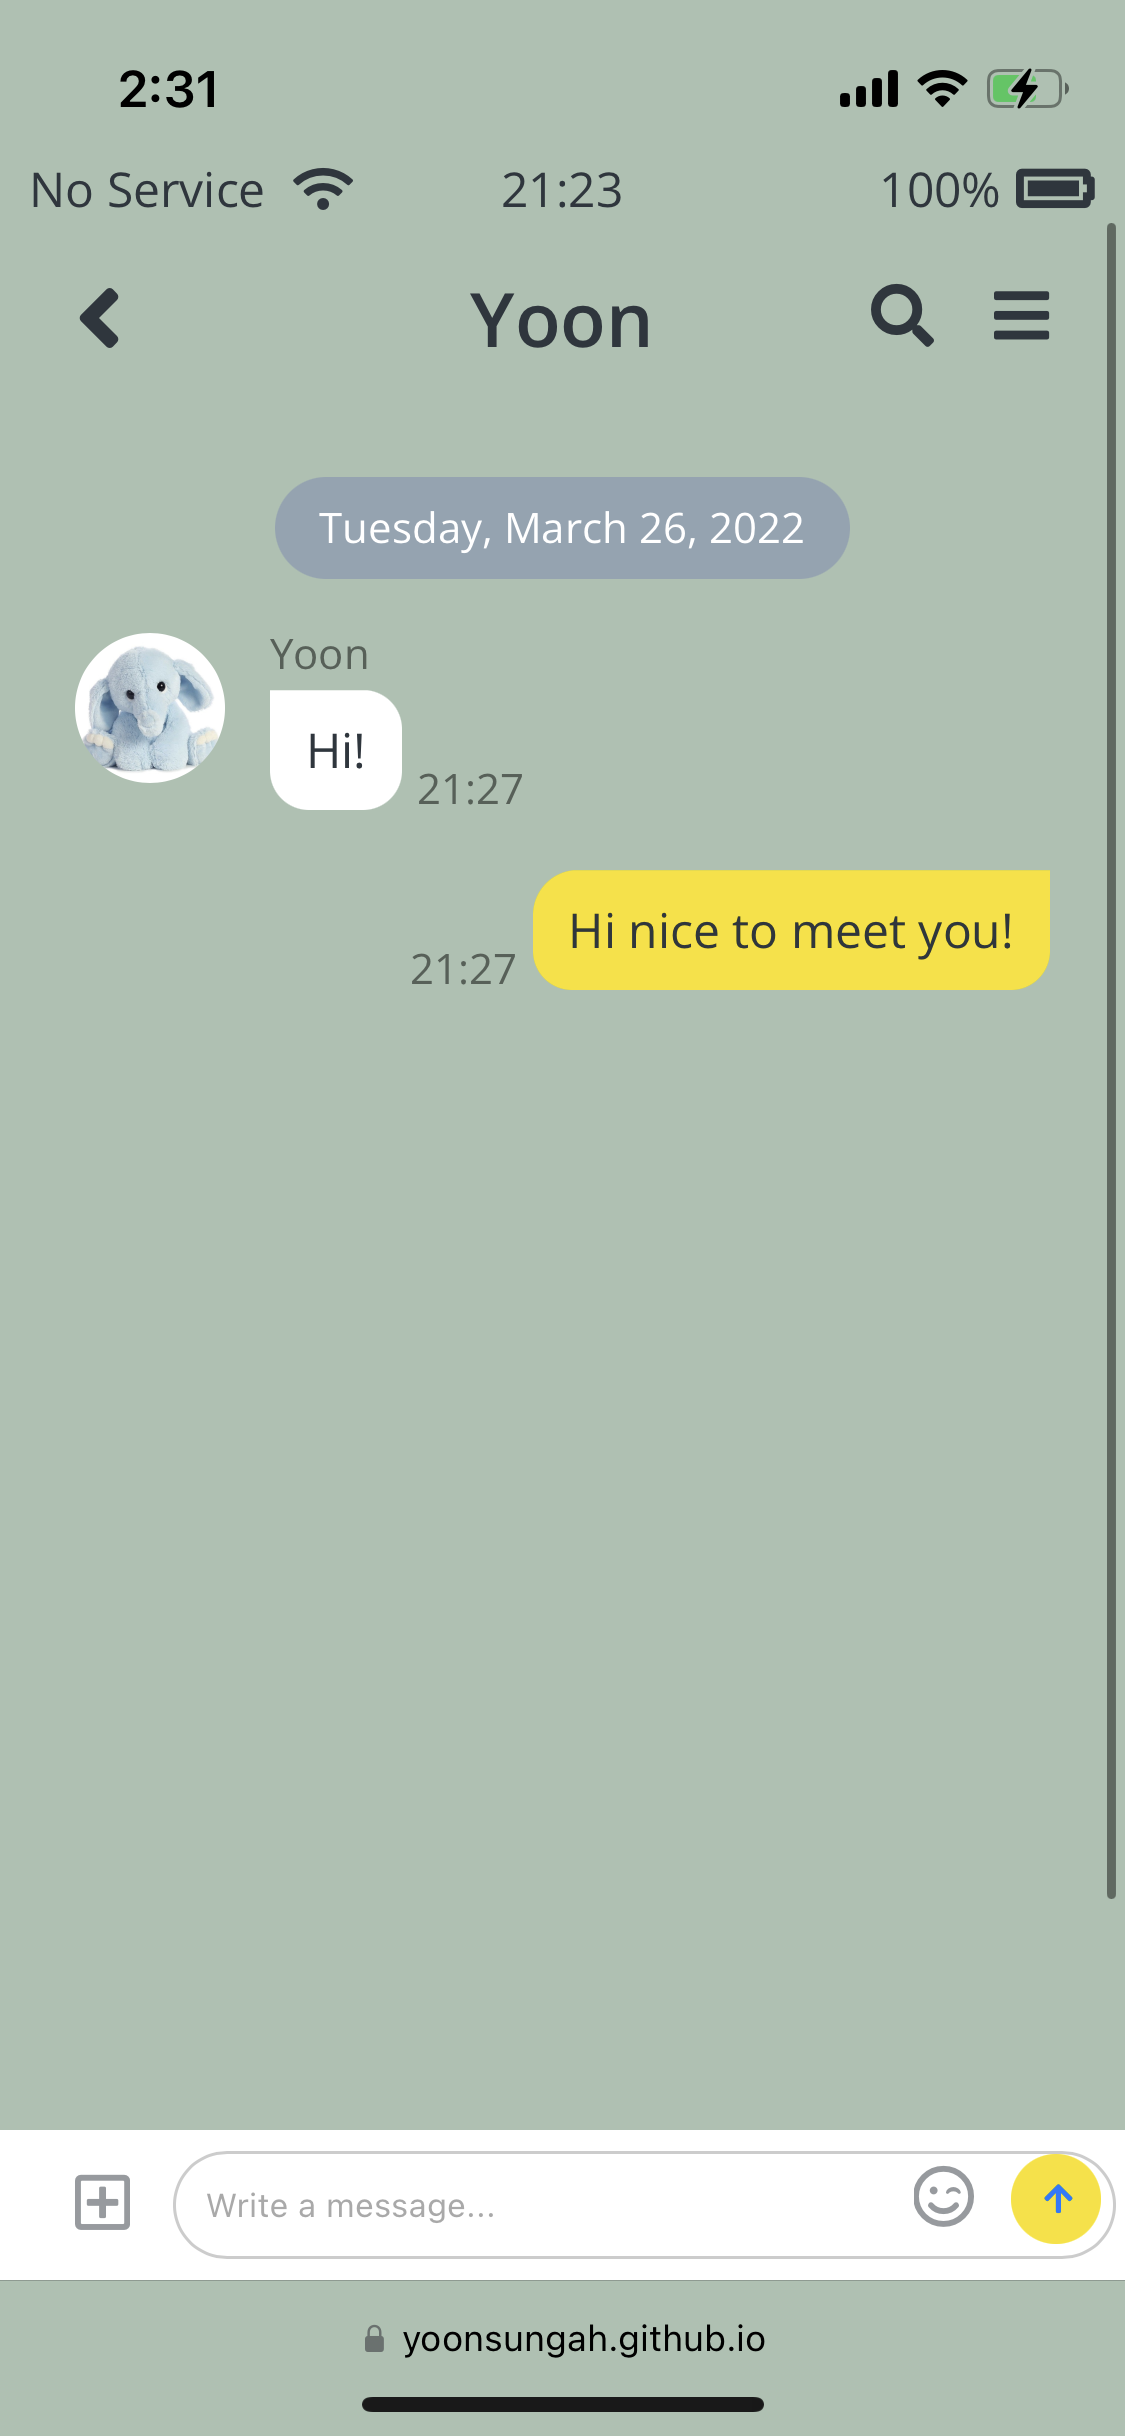 2:31
No Service 21:23 100%
Yoon
Tuesday, March 26, 2022
Yoon
Hi!
21:27
Hi nice to meet you!
21:27
Write a message...
yoonsungah.github.io